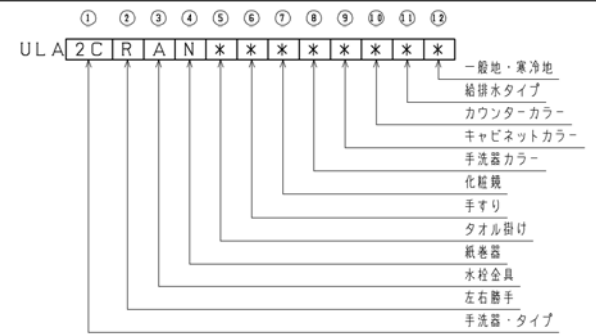 ① ② ③ ④ ⑤ ⑥ ⑦ ⑧ ⑨ ⑩ ⑪ ⑫
ULA 2C R A N * * * * * * * *
一般地・寒冷地
給排水タイプ
カウンターカラー
キャビネットカラー
手洗器カラー
化粧鏡
手すり
タオル掛け
紙巻器
水栓金具
左右勝手
手洗器・タイプ